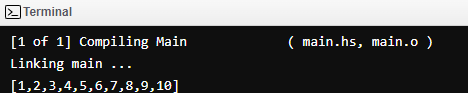 Terminal
[1 of 1] Compiling Main             ( main.hs, main.o )
Linking main ...
[1,2,3,4,5,6,7,8,9,10]